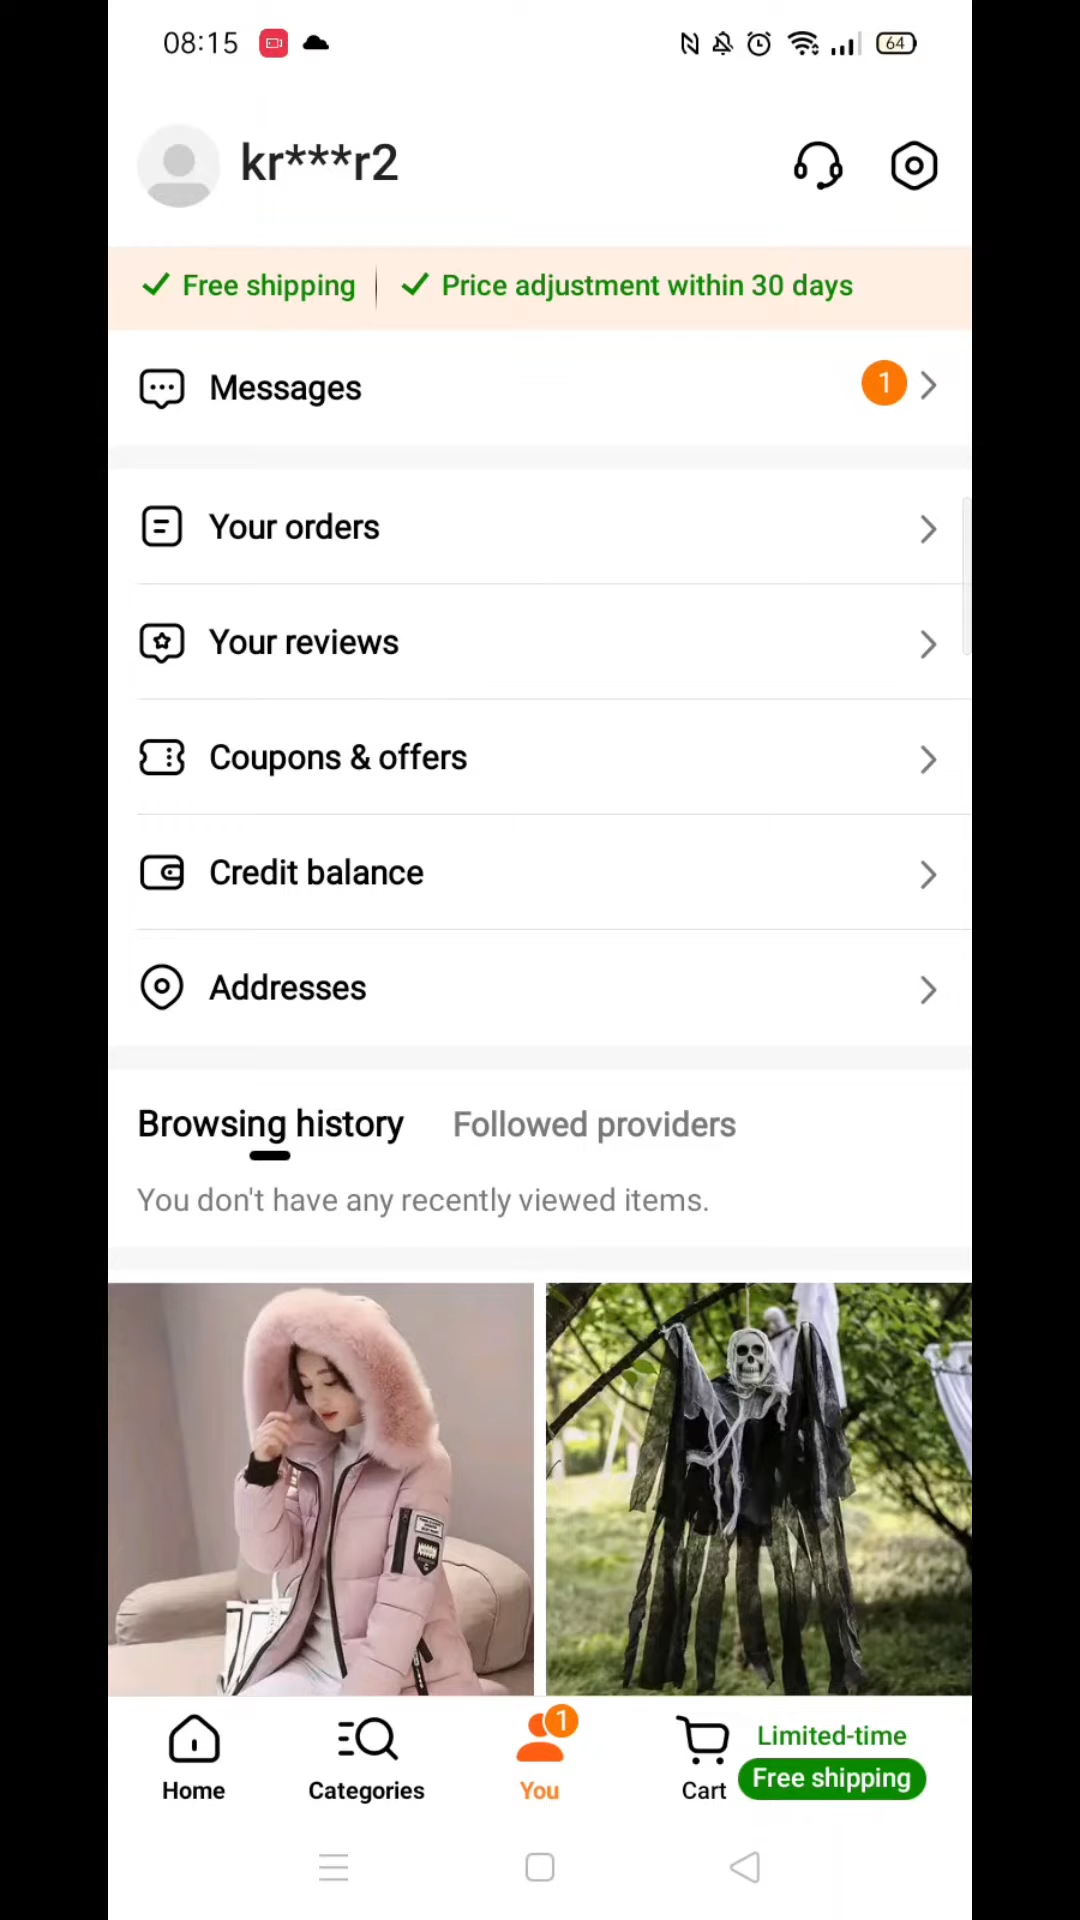 08:15
64
kr***r2
Free shipping
Price adjustment within 30 days
Messages
1
Your orders
Your reviews
Coupons & offers
Credit balance
Addresses
Browsing history
Followed providers
You don't have any recently viewed items.
1
Limited-time
Free shipping
Home
Categories
You
Cart